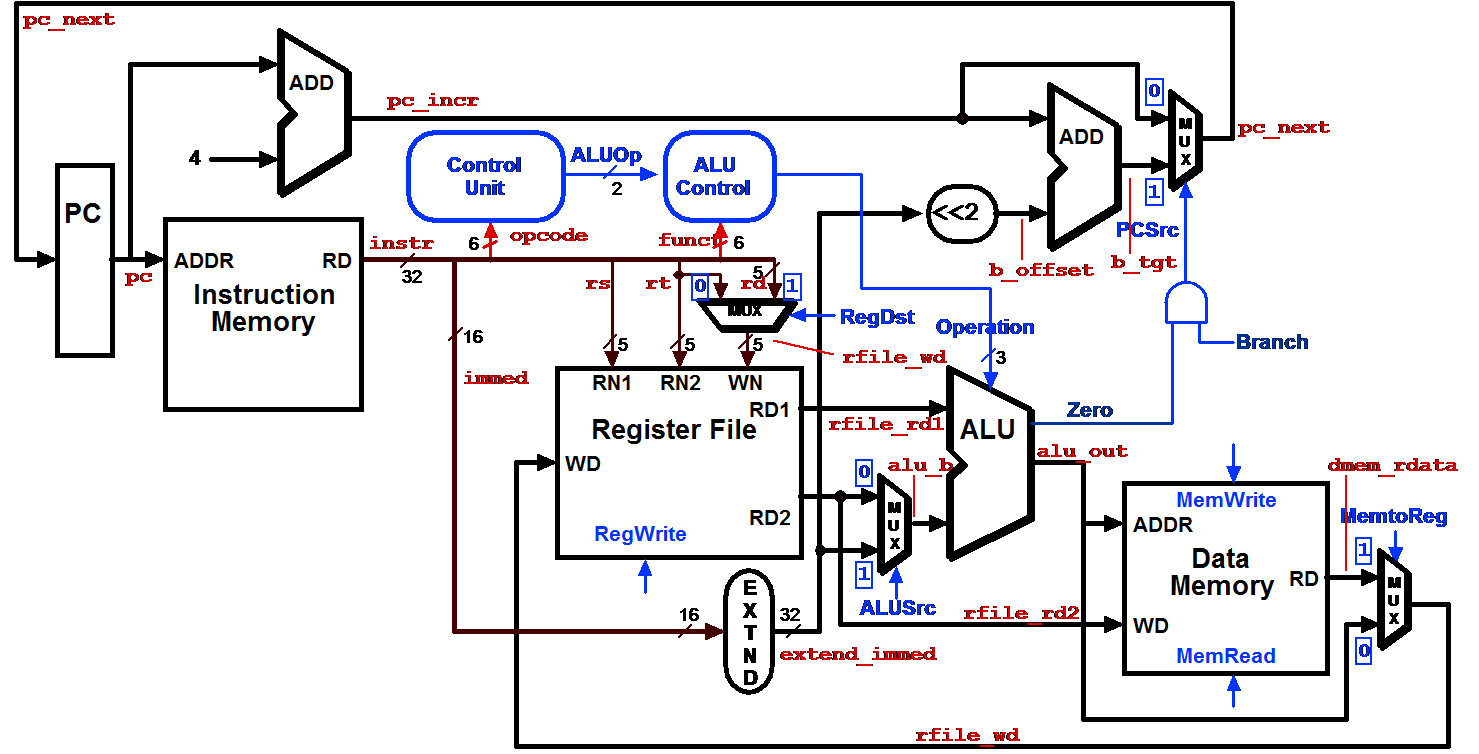 pc_next
ADD
pc_incr
4
PC
pc
ADDR
RD
Instruction
Memory
instr
32
Control
Unit
ALUOp
2
ALU
Control
6
opcode
funct
6
rs
rt
rd
5
0
1
MUX
RegDst
16
immed
5
5
5
rfile_wd
Operation
3
<<2
b_offset
ADD
b_tgt
0
1
MUX
pc_next
PCSrc
Branch
Zero
RN1
RN2
WN
RD1
Register File
WD
RD2
RegWrite
rfile_rd1
alu_b
0
MUX
1
ALUSrc
ALU
alu_out
16
EXTND
32
extend_immed
rfile_rd2
MemWrite
ADDR
Data
Memory
RD
WD
MemRead
dmem_rdata
MemtoReg
1
MUX
0
rfile_wd